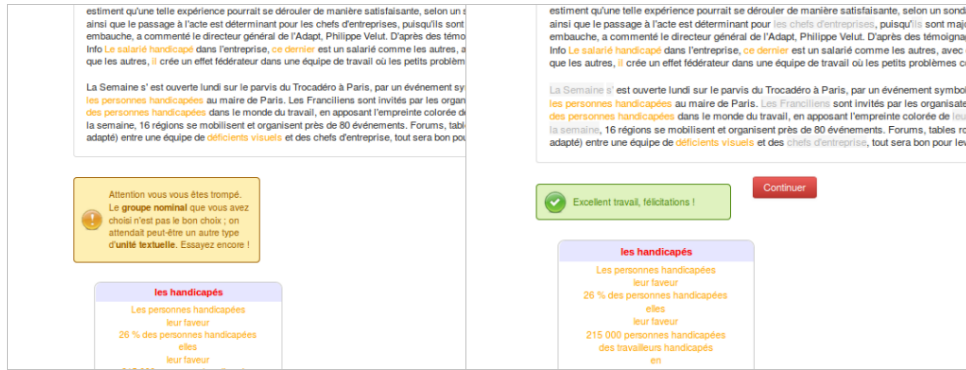 estiment qu'une telle expérience pourrait se dérouler de manière satisfaisante, selon un s
ainsi que le passage à l'acte est déterminant pour les chefs d'entreprises, puisqu'ils sont
embauche, a commenté le directeur général de l'Adapt, Philippe Velut. D'après des témo
Info Le salarié handicapé dans l'entreprise, ce dernier est un salarié comme les autres, a
que les autres, il crée un effet fédérateur dans une équipe de travail où les petits problèm
La Semaine s' est ouverte lundi sur le parvis du Trocadéro à Paris, par un événement sy
les personnes handicapées au maire de Paris. Les Franciliens sont invités par les organ
des personnes handicapées dans le monde du travail, en apposant l'empreinte colorée de
la semaine, 16 régions se mobilisent et organisent près de 80 événements. Forums, tabl
adapté) entre une équipe de déficients visuels et des chefs d'entreprise, tout sera bon pou
Attention vous vous êtes trompé.
Le groupe nominal que vous avez
choisi n'est pas le bon choix ; on
attendait peut-être un autre type
d'unité textuelle. Essayez encore !
les handicapés
Les personnes handicapées
leur faveur
26 % des personnes handicapées
elles
leur faveur
estiment qu'une telle expérience pourrait se dérouler de manière satisfaisante, selon un sond
ainsi que le passage à l'acte est déterminant pour les chefs d'entreprises, puisqu'ils sont majo
embauche, a commenté le directeur général de l'Adapt, Philippe Velut. D'après des témoigna
Info Le salarié handicapé dans l'entreprise, ce dernier est un salarié comme les autres, avec
que les autres, il crée un effet fédérateur dans une équipe de travail où les petits problèmes c
La Semaine s' est ouverte lundi sur le parvis du Trocadéro à Paris, par un événement symboli
les personnes handicapées au maire de Paris. Les Franciliens sont invités par les organisate
des personnes handicapées dans le monde du travail, en apposant l'empreinte colorée de leu
la semaine, 16 régions se mobilisent et organisent près de 80 événements. Forums, tables ro
adapté) entre une équipe de déficients visuels et des chefs d'entreprise, tout sera bon pour lev
Continuer
Excellent travail, félicitations !
les handicapés
Les personnes handicapées
leur faveur
26 % des personnes handicapées
elles
leur faveur
215 000 personnes handicapées
des travailleurs handicapés
en